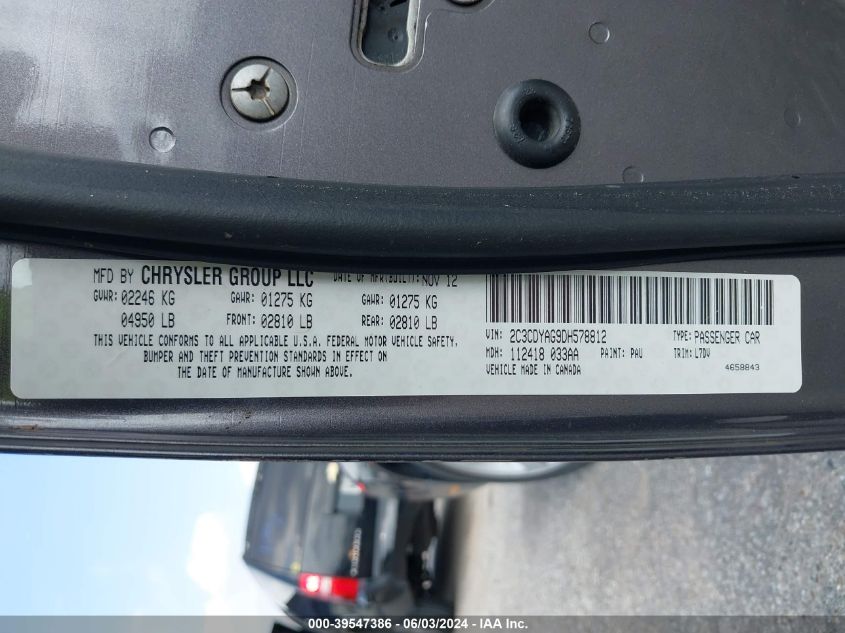 MFD BY CHRYSLER GROUP LLC DATE OF MFR/BUILT: NOV 12
GVWR: 02246 KG GAWR: 01275 KG GAWR: 01275 KG
04950 LB FRONT: 02810 LB REAR: 02810 LB
THIS VEHICLE CONFORMS TO ALL APPLICABLE U.S.A. FEDERAL MOTOR VEHICLE SAFETY,
BUMPER AND THEFT PREVENTION STANDARDS IN EFFECT ON
THE DATE OF MANUFACTURE SHOWN ABOVE.
VIN: 2C3CDYAG9DH578812 TYPE: PASSENGER CAR
MDH: 112418 033AA PAINT: PAU TRIM: L7DV
VEHICLE MADE IN CANADA 4658843
000-39547386 - 06/03/2024 - IAA Inc.